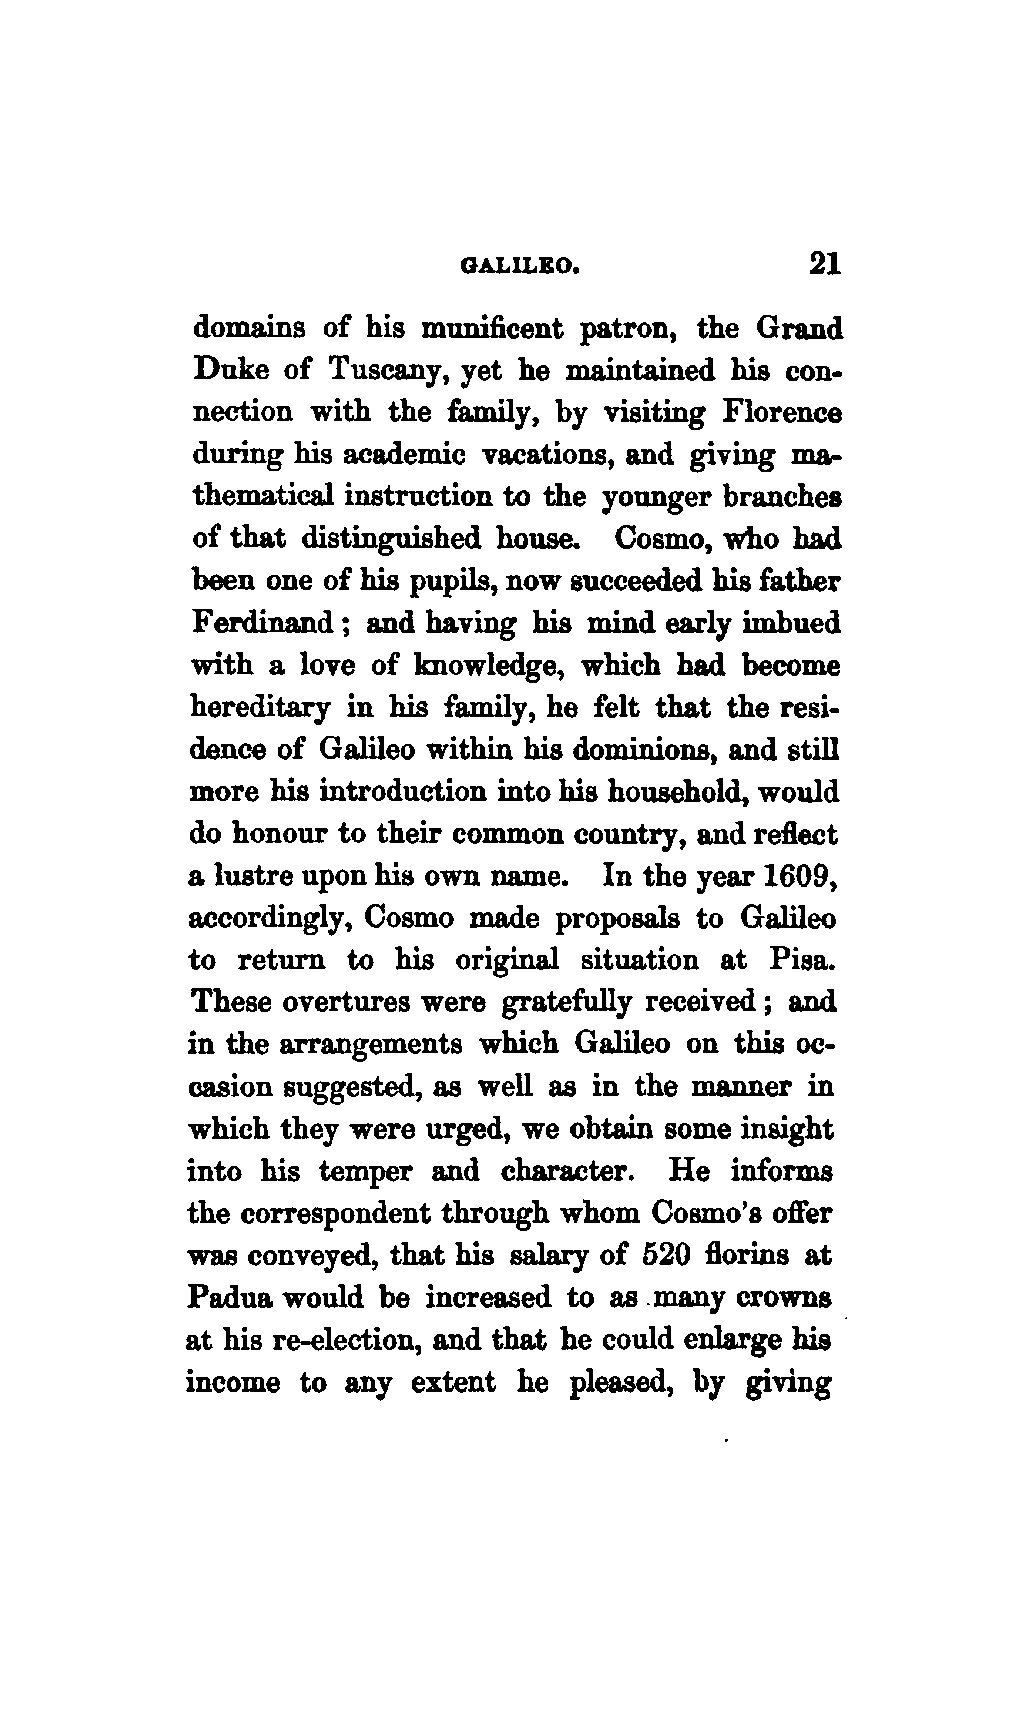 GALILEO. 21
domains of his munificent patron, the Grand
Duke of Tuscany, yet he maintained his con-
nection with the family, by visiting Florence
during his academic vacations, and giving ma-
thematical instruction to the younger branches
of that distinguished house. Cosmo, who had
been one of his pupils, now succeeded his father
Ferdinand ; and having his mind early imbued
with a love of knowledge, which had become
hereditary in his family, he felt that the resi-
dence of Galileo within his dominions, and still
more his introduction into his household, would
do honour to their common country, and reflect
a lustre upon his own name. In the year 1609,
accordingly, Cosmo made proposals to Galileo
to return to his original situation at Pisa.
These overtures were gratefully received ; and
in the arrangements which Galileo on this oc-
casion suggested, as well as in the manner in
which they were urged, we obtain some insight
into his temper and character. He informs
the correspondent through whom Cosmo's offer
was conveyed, that his salary of 520 florins at
Padua would be increased to as many crowns
at his re-election, and that he could enlarge his
income to any extent he pleased, by giving